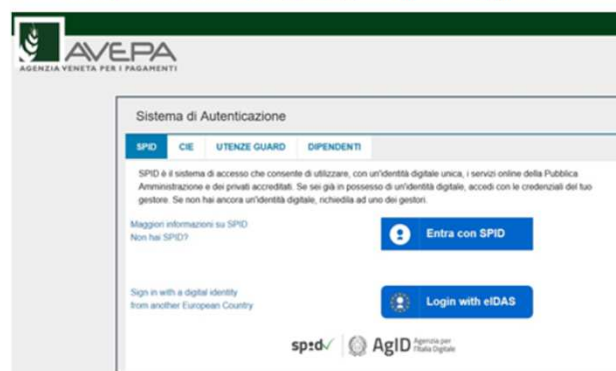 AVEPA
AGENZIA VENETA PER I PAGAMENTI
Sistema di Autenticazione
SPID CIE UTENZE GUARD DIPENDENTI
SPID è il sistema di accesso che consente di utilizzare, con un'identità digitale unica, i servizi online della Pubblica
Amministrazione e dei privati accreditati. Se sei già in possesso di un'identità digitale, accedi con le credenziali del tuo
gestore. Se non hai ancora un'identità digitale, richiedila ad uno dei gestori.
Maggiori informazioni su SPID
Non hai SPID?
Entra con SPID
Sign in with a digital identity
from another European Country
Login with eIDAS
spid AgID Agenzia per
l'Italia Digitale